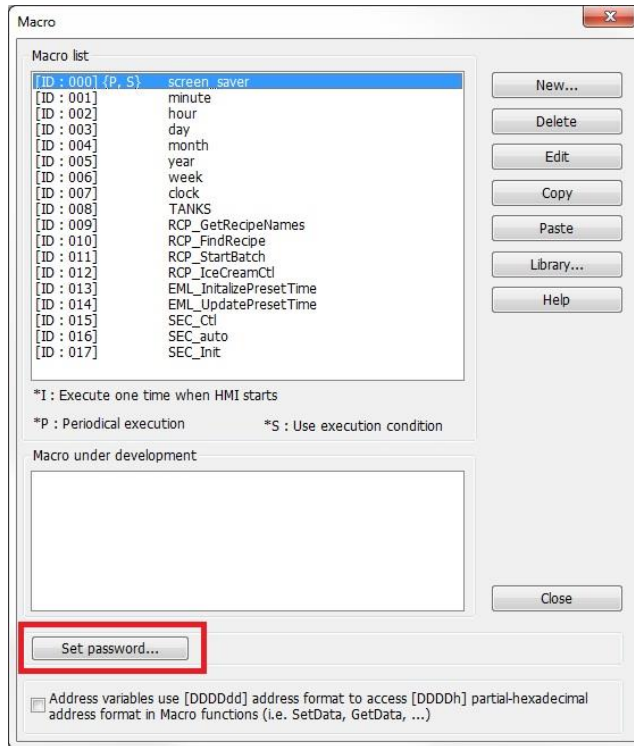 Macro
Macro list
[ID : 000] {P, S} screen_saver
[ID : 001] minute
[ID : 002] hour
[ID : 003] day
[ID : 004] month
[ID : 005] year
[ID : 006] week
[ID : 007] clock
[ID : 008] TANKS
[ID : 009] RCP_GetRecipeNames
[ID : 010] RCP_FindRecipe
[ID : 011] RCP_StartBatch
[ID : 012] RCP_IceCreamCtl
[ID : 013] EML_InitalizePresetTime
[ID : 014] EML_UpdatePresetTime
[ID : 015] SEC_Ctl
[ID : 016] SEC_auto
[ID : 017] SEC_Init
New...
Delete
Edit
Copy
Paste
Library...
Help
*I : Execute one time when HMI starts
*P : Periodical execution *S : Use execution condition
Macro under development
Close
Set password...
Address variables use [DDDDdd] address format to access [DDDDh] partial-hexadecimal
address format in Macro functions (i.e. SetData, GetData, ...)